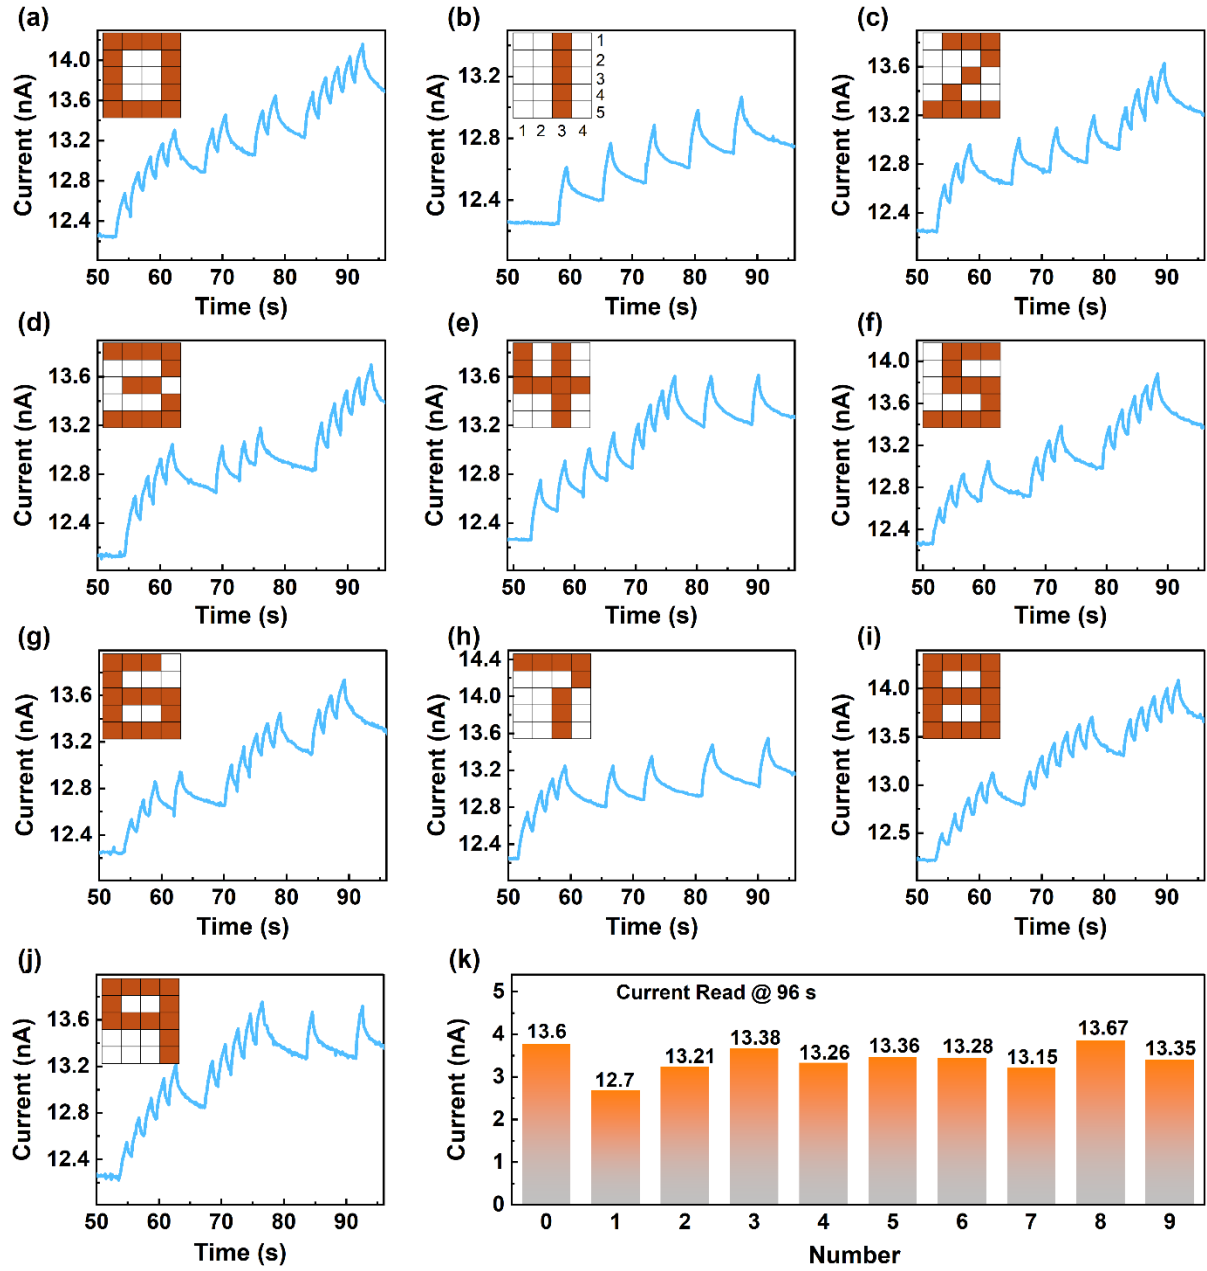 (a)
14.0
13.6
13.2
12.8
12.4
Current (nA)
50 60 70 80 90
Time (s)
(b)
13.2
12.8
12.4
Current (nA)
1
2
3
4
5
1 2 3 4
50 60 70 80 90
Time (s)
(c)
13.6
13.2
12.8
12.4
Current (nA)
50 60 70 80 90
Time (s)
(d)
13.6
13.2
12.8
12.4
Current (nA)
50 60 70 80 90
Time (s)
(e)
13.6
13.2
12.8
12.4
Current (nA)
50 60 70 80 90
Time (s)
(f)
14.0
13.6
13.2
12.8
12.4
Current (nA)
50 60 70 80 90
Time (s)
(g)
13.6
13.2
12.8
12.4
Current (nA)
50 60 70 80 90
Time (s)
(h)
14.4
14.0
13.6
13.2
12.8
12.4
Current (nA)
50 60 70 80 90
Time (s)
(i)
14.0
13.5
13.0
12.5
Current (nA)
50 60 70 80 90
Time (s)
(j)
13.6
13.2
12.8
12.4
Current (nA)
50 60 70 80 90
Time (s)
(k)
Current Read @ 96 s
5
4
3
2
1
0
Current (nA)
13.6 12.7 13.21 13.38 13.26 13.36 13.28 13.15 13.67 13.35
0 1 2 3 4 5 6 7 8 9
Number